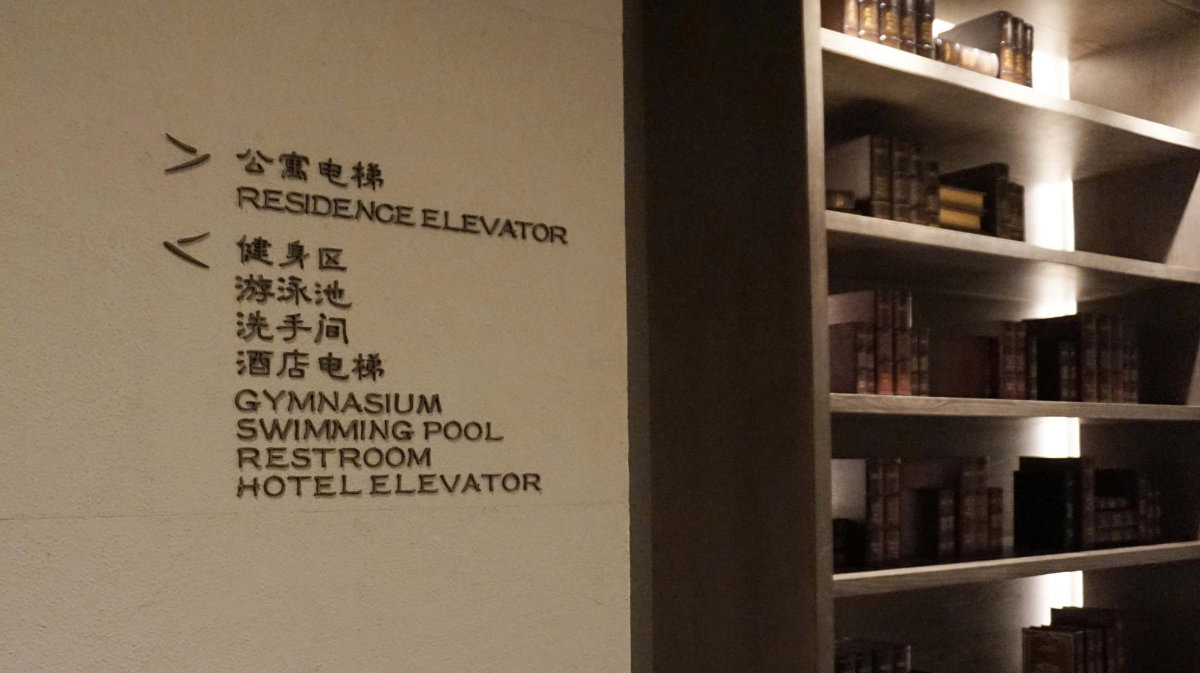 公寓电梯
RESIDENCE ELEVATOR
健身区
游泳池
洗手间
酒店电梯
GYMNASIUM
SWIMMING POOL
RESTROOM
HOTEL ELEVATOR